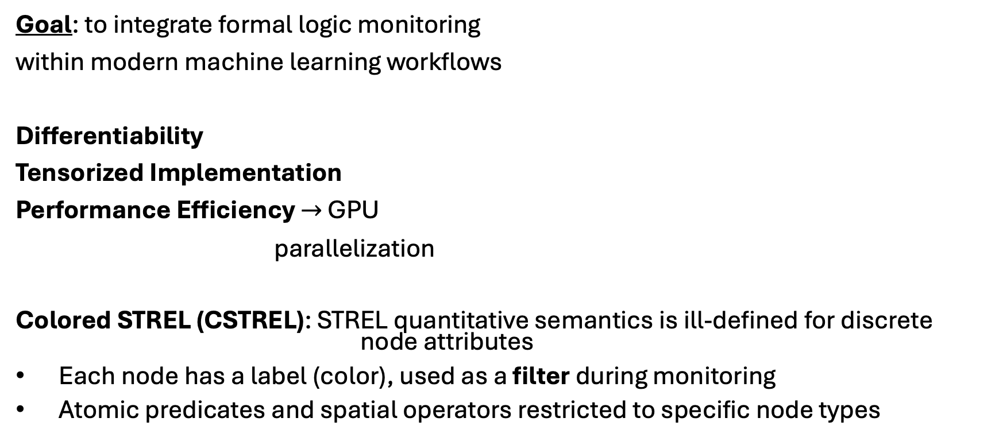 Goal: to integrate formal logic monitoring
within modern machine learning workflows
Differentiability
Tensorized Implementation
Performance Efficiency → GPU
parallelization
Colored STREL (CSTREL): STREL quantitative semantics is ill-defined for discrete
node attributes
• Each node has a label (color), used as a filter during monitoring
• Atomic predicates and spatial operators restricted to specific node types